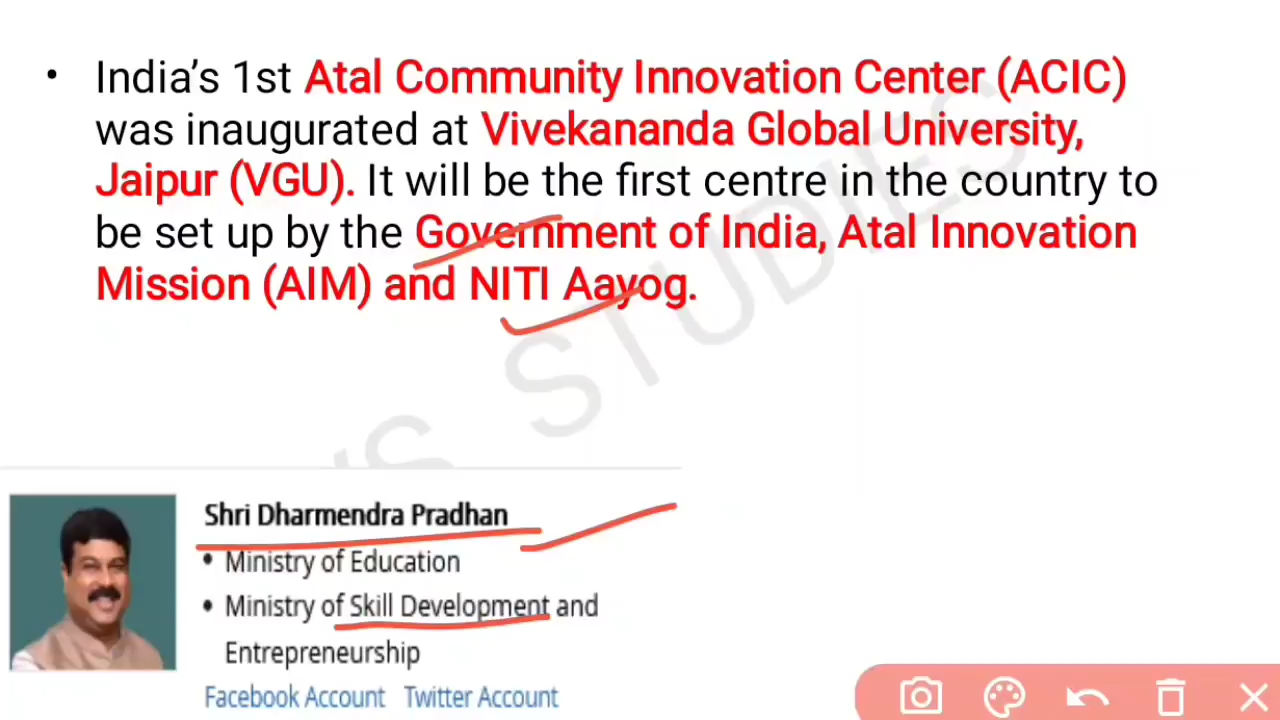 • India's 1st Atal Community Innovation Center (ACIC)
was inaugurated at Vivekananda Global University,
Jaipur (VGU). It will be the first centre in the country to
be set up by the Government of India, Atal Innovation
Mission (AIM) and NITI Aayog.
STUDIES
Shri Dharmendra Pradhan
• Ministry of Education
• Ministry of Skill Development and
Entrepreneurship
Facebook Account Twitter Account